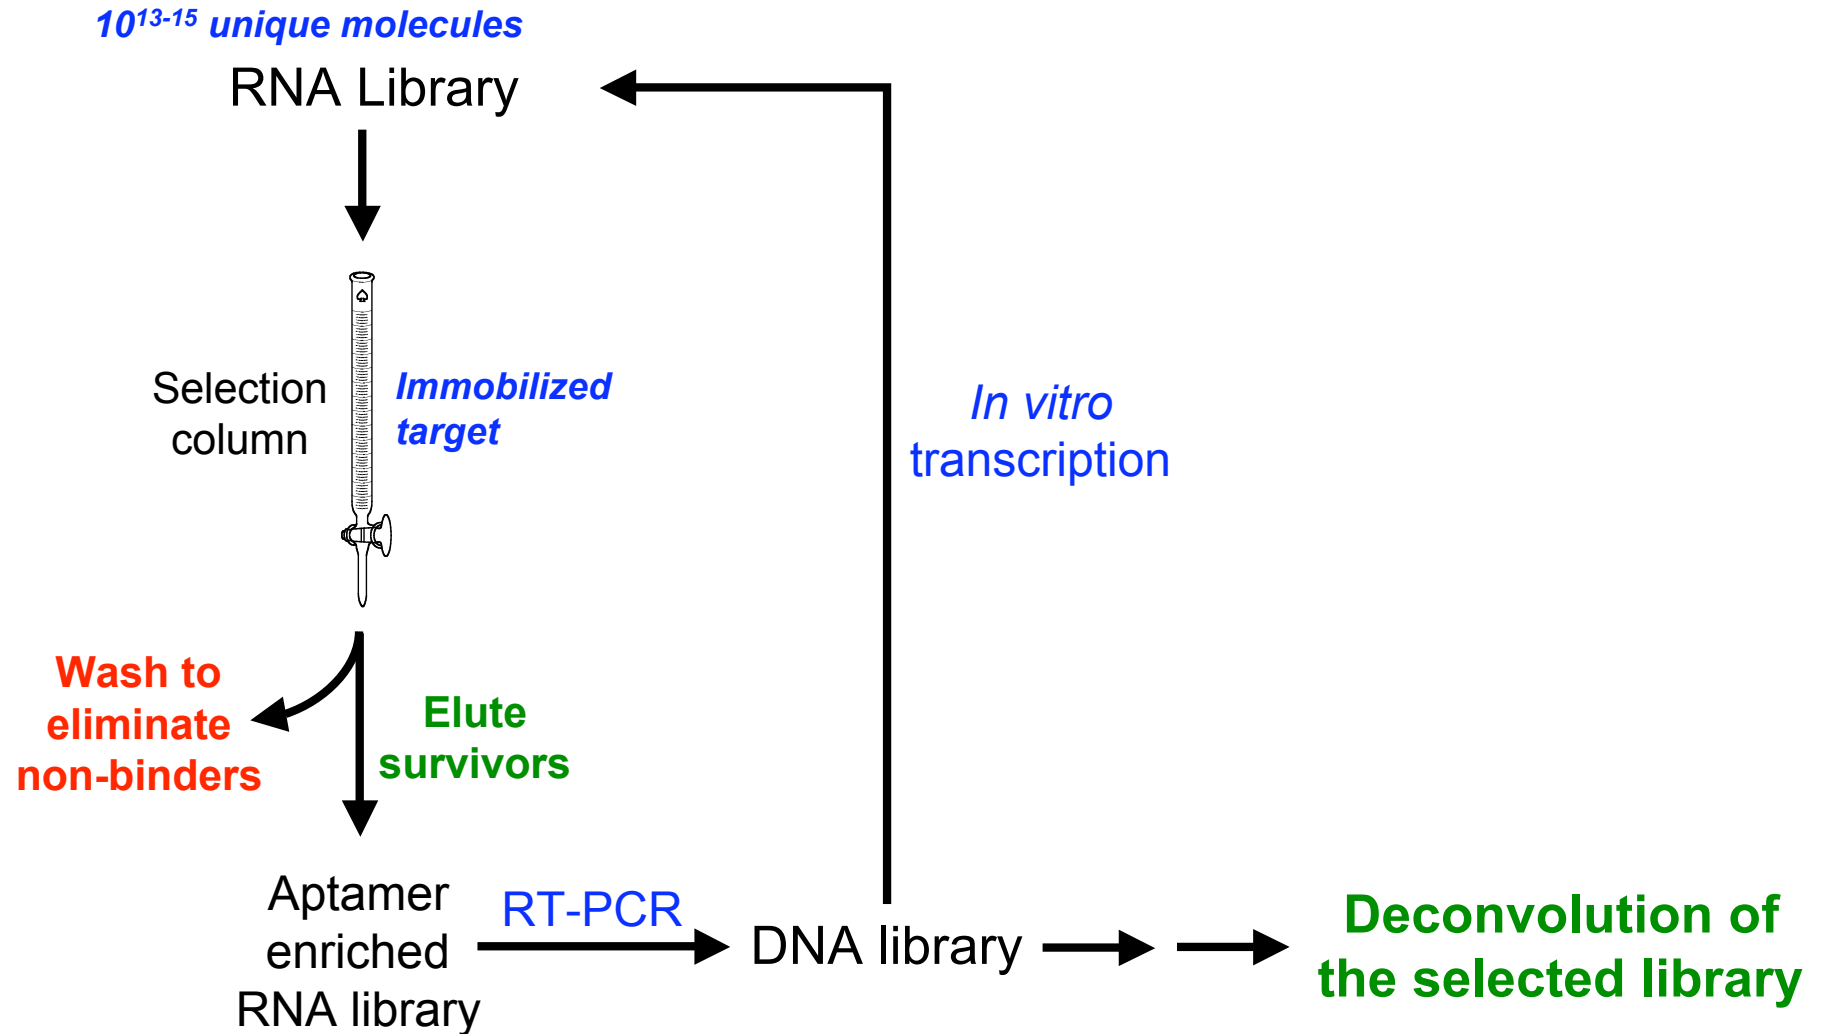 10¹³⁻¹⁵ unique molecules
RNA Library
Selection
column
Immobilized
target
In vitro
transcription
Wash to
eliminate
non-binders
Elute
survivors
Aptamer
enriched
RNA library
RT-PCR
DNA library
Deconvolution of
the selected library